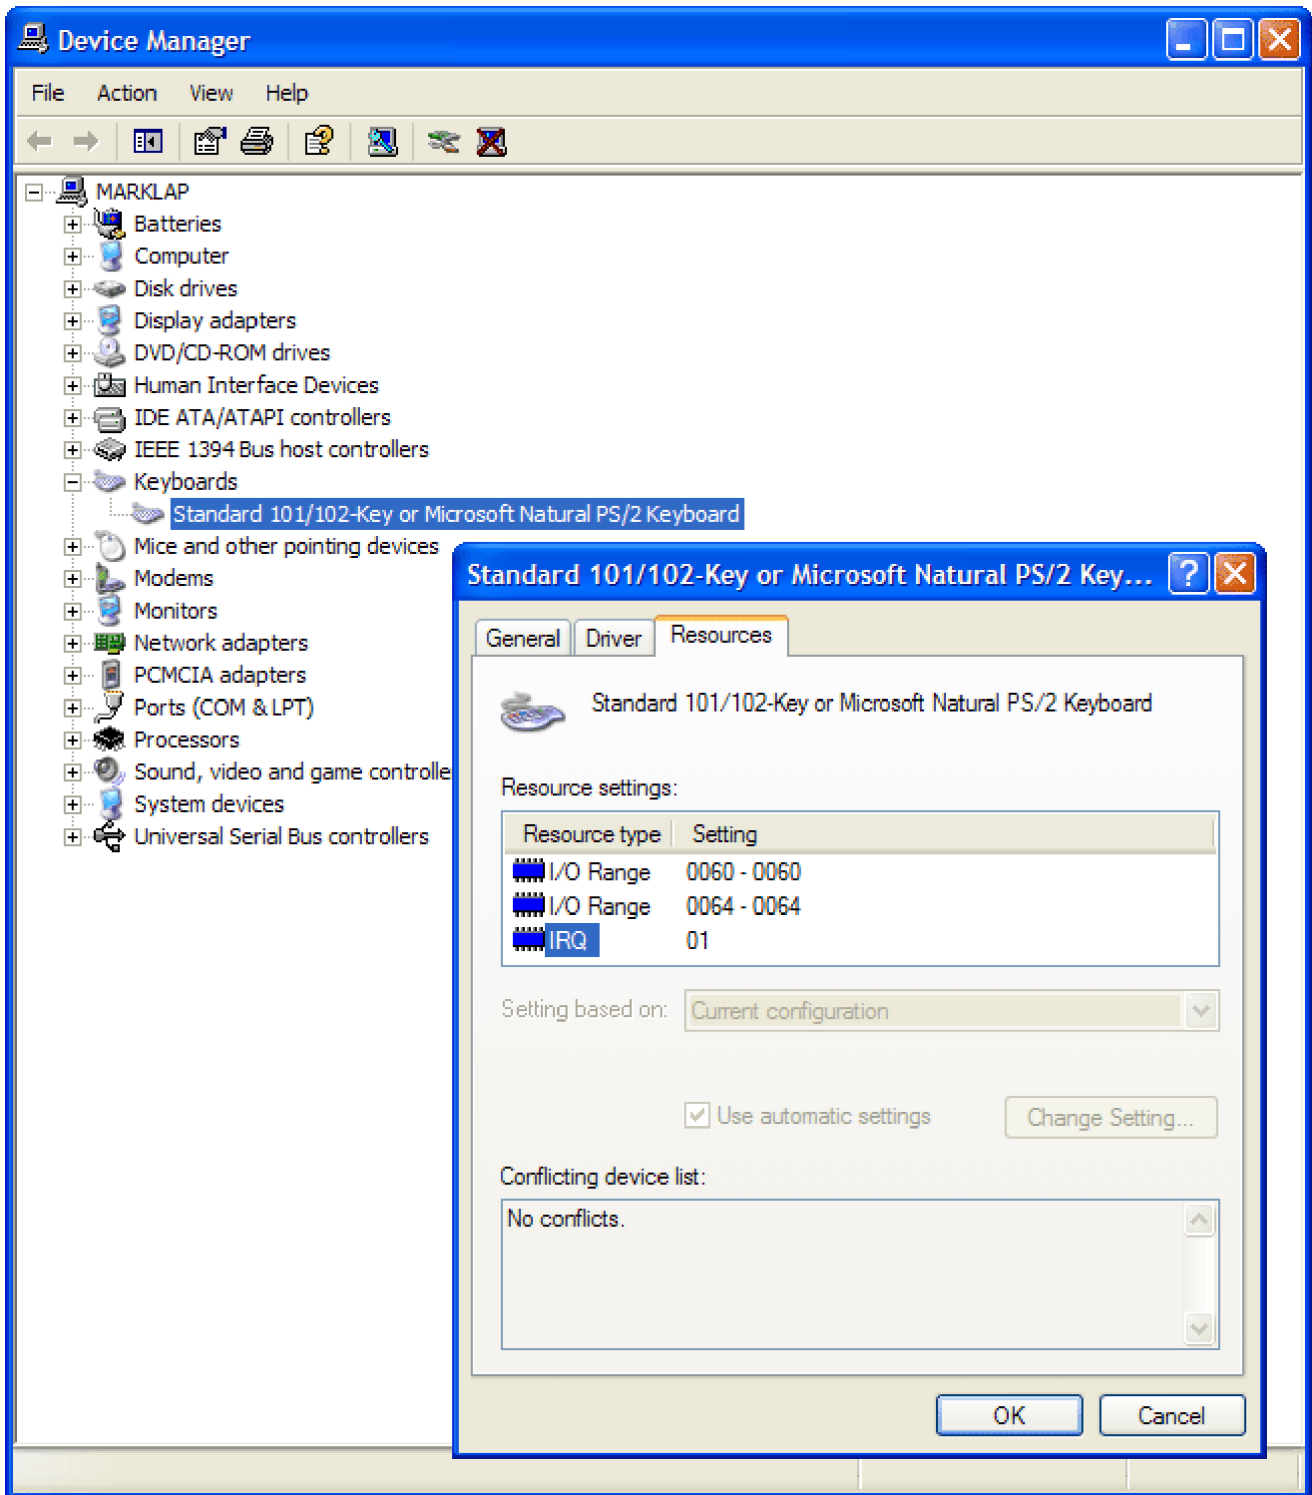 Device Manager
File Action View Help
MARKLAP
Batteries
Computer
Disk drives
Display adapters
DVD/CD-ROM drives
Human Interface Devices
IDE ATA/ATAPI controllers
IEEE 1394 Bus host controllers
Keyboards
Standard 101/102-Key or Microsoft Natural PS/2 Keyboard
Mice and other pointing devices
Modems
Monitors
Network adapters
PCMCIA adapters
Ports (COM & LPT)
Processors
Sound, video and game controlle
System devices
Universal Serial Bus controllers
Standard 101/102-Key or Microsoft Natural PS/2 Key...
General Driver Resources
Standard 101/102-Key or Microsoft Natural PS/2 Keyboard
Resource settings:
Resource type Setting
I/O Range 0060 - 0060
I/O Range 0064 - 0064
IRQ 01
Setting based on: Current configuration
Use automatic settings Change Setting...
Conflicting device list:
No conflicts.
OK Cancel